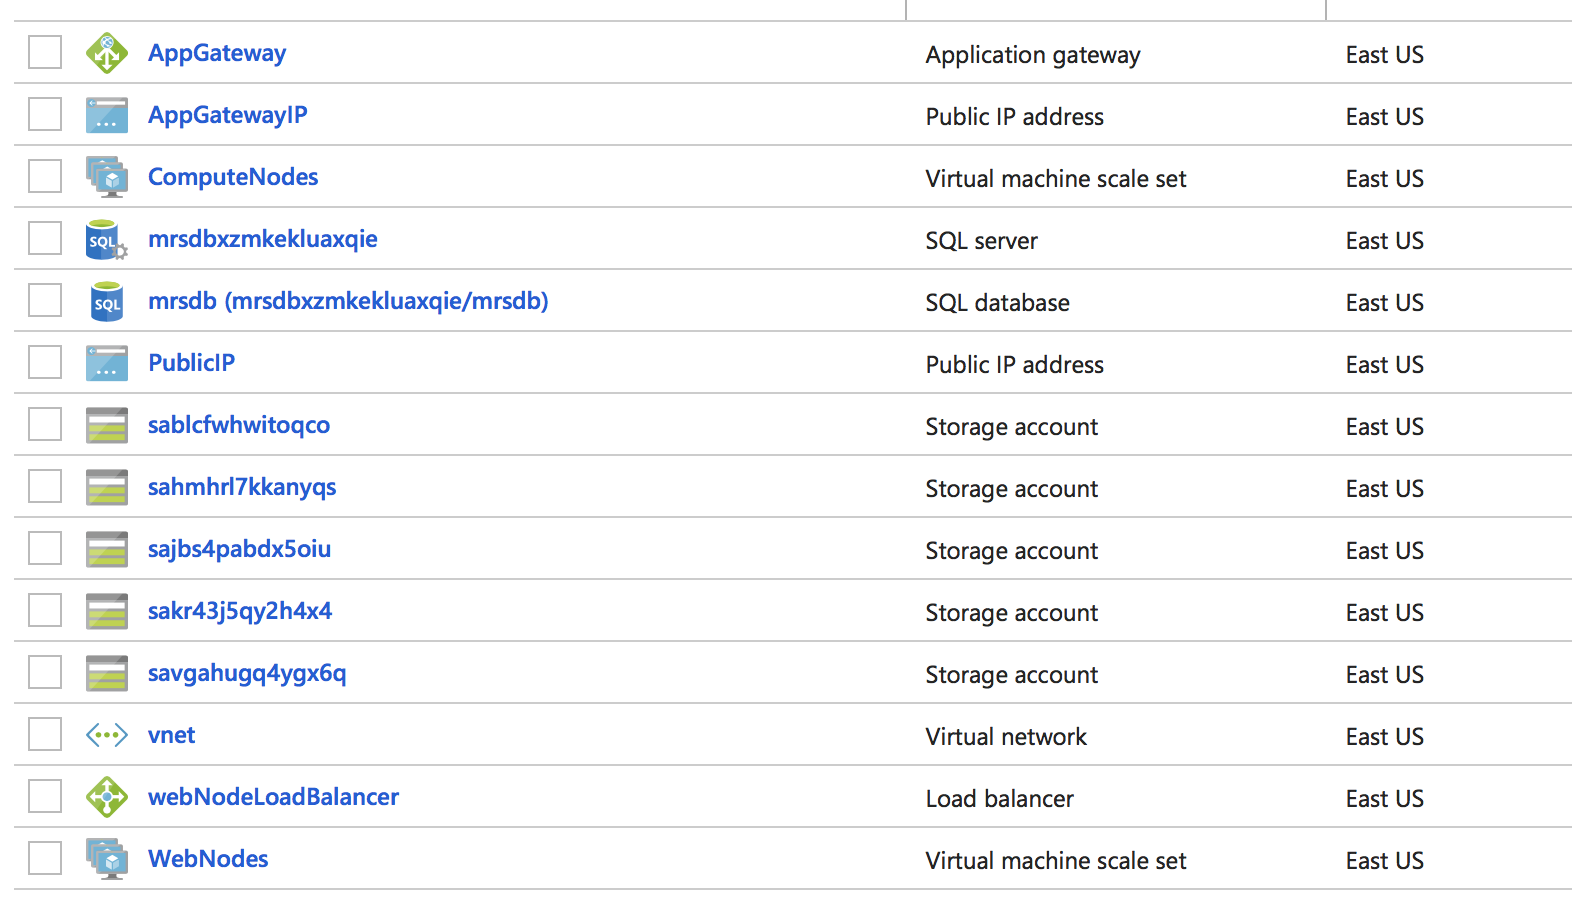 AppGateway Application gateway East US
AppGatewayIP Public IP address East US
ComputeNodes Virtual machine scale set East US
SQL mrsdbxzmkekluaxqie SQL server East US
SQL mrsdb (mrsdbxzmkekluaxqie/mrsdb) SQL database East US
PublicIP Public IP address East US
sablcfwhwitoqco Storage account East US
sahmhrl7kkanyqs Storage account East US
sajbs4pabdx5oiu Storage account East US
sakr43j5qy2h4x4 Storage account East US
savgahugq4ygx6q Storage account East US
vnet Virtual network East US
webNodeLoadBalancer Load balancer East US
WebNodes Virtual machine scale set East US